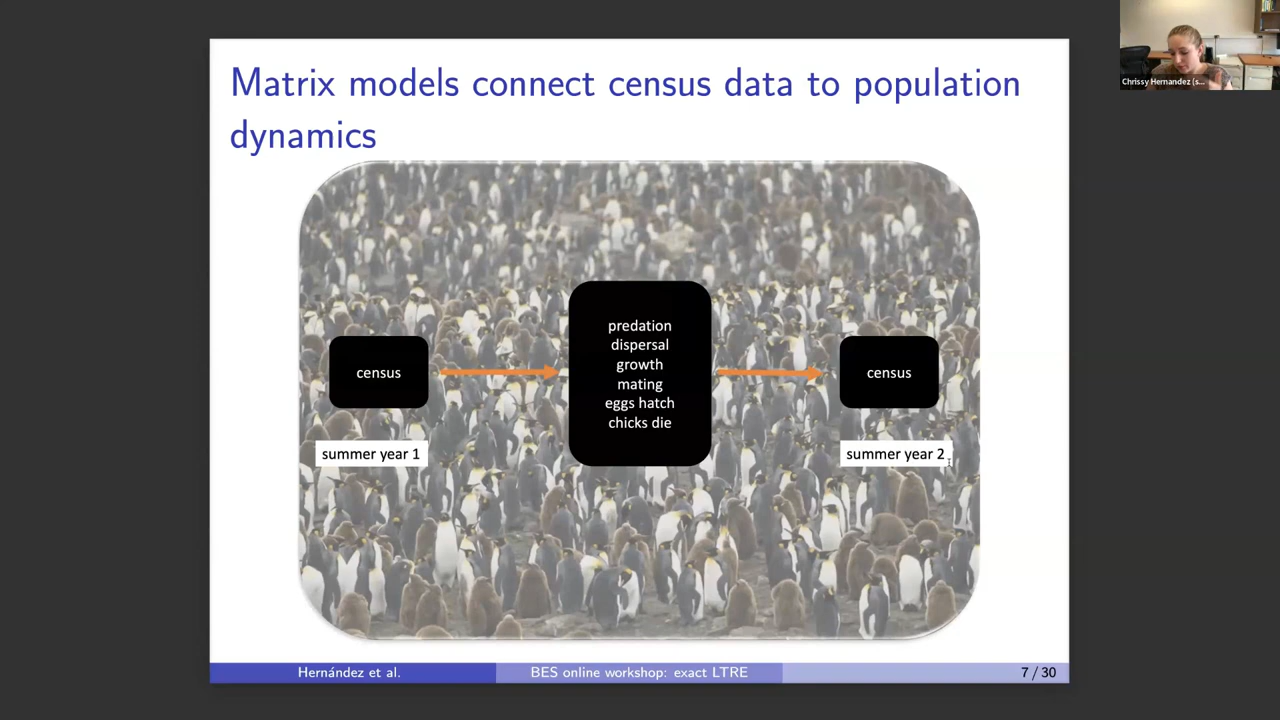 Matrix models connect census data to population
dynamics
census
predation
dispersal
growth
mating
eggs hatch
chicks die
census
summer year 1
summer year 2
Hernández et al.
BES online workshop: exact LTRE
7 / 30
Chrissy Hernandez (s...